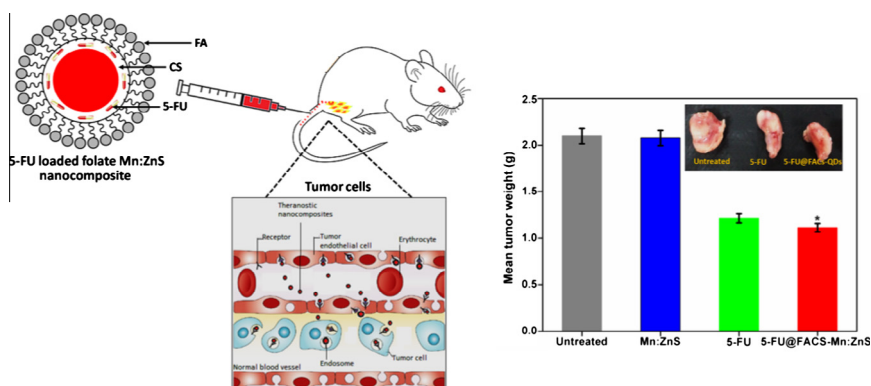 FA
CS
5-FU
5-FU loaded folate Mn:ZnS
nanocomposite
Tumor cells
Theranostic
nanocomposites
Receptor
Tumor
endothelial cell
Erythrocyte
Endosome
Tumor cell
Normal blood vessel
Mean tumor weight (g)
2.5
2.0
1.5
1.0
0.5
0.0
Untreated
5-FU
5-FU@FACs-QDs
*
Untreated
Mn:ZnS
5-FU
5-FU@FACS-Mn:ZnS